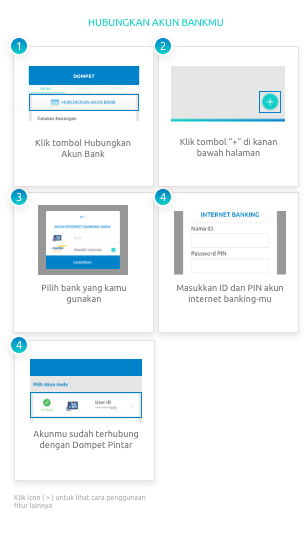 HUBUNGKAN AKUN BANKMU
1
DOMPET
HUBUNGKAN AKUN BANK
Catatan Keuangan
Klik tombol Hubungkan
Akun Bank
2
+
Klik tombol "+" di kanan
bawah halaman
3
AKUN INTERNET BANKING ANDA
Pilih bank yang kamu
gunakan
4
INTERNET BANKING
Nama ID
Password PIN
Masukkan ID dan PIN akun
internet banking-mu
4
Pilih Akun Anda
User ID
Akunmu sudah terhubung
dengan Dompet Pintar
Klik icon ( > ) untuk lihat cara penggunaan
fitur lainnya